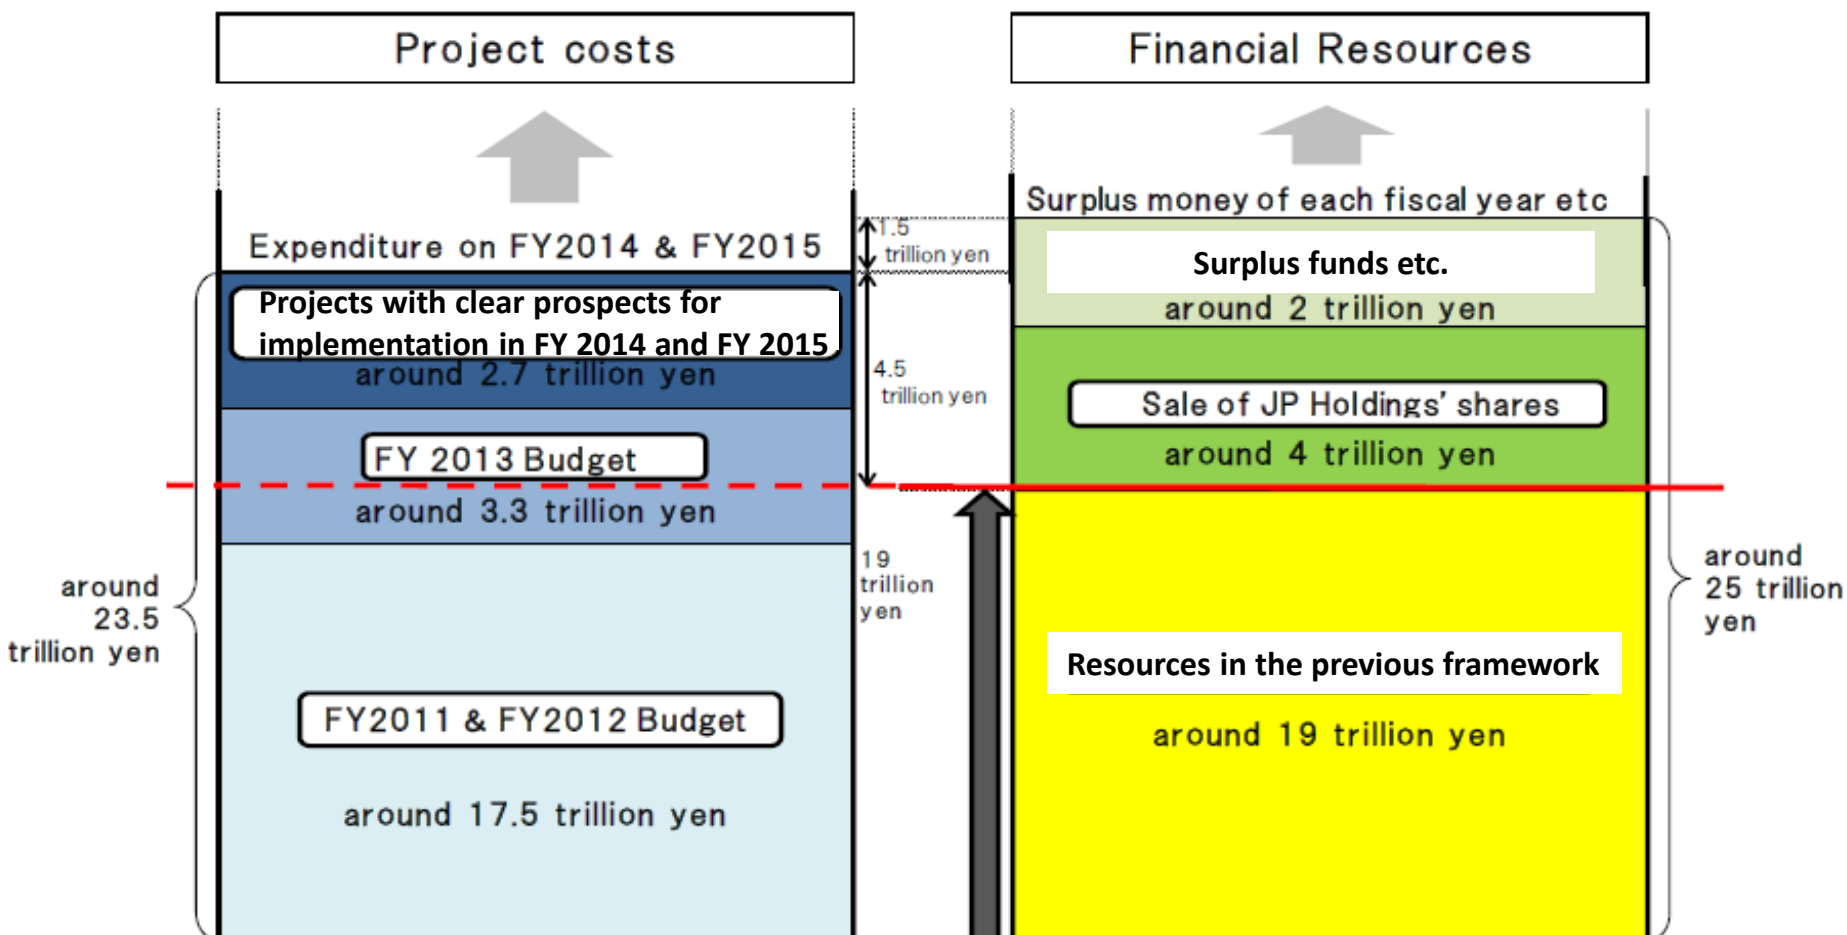 Project costs
Expenditure on FY2014 & FY2015
Projects with clear prospects for
implementation in FY 2014 and FY 2015
around 2.7 trillion yen
FY 2013 Budget
around 3.3 trillion yen
FY2011 & FY2012 Budget
around 17.5 trillion yen
around
23.5
trillion yen
1.5
trillion yen
4.5
trillion yen
19
trillion
yen
Financial Resources
Surplus money of each fiscal year etc
Surplus funds etc.
around 2 trillion yen
Sale of JP Holdings' shares
around 4 trillion yen
Resources in the previous framework
around 19 trillion yen
around
25 trillion
yen